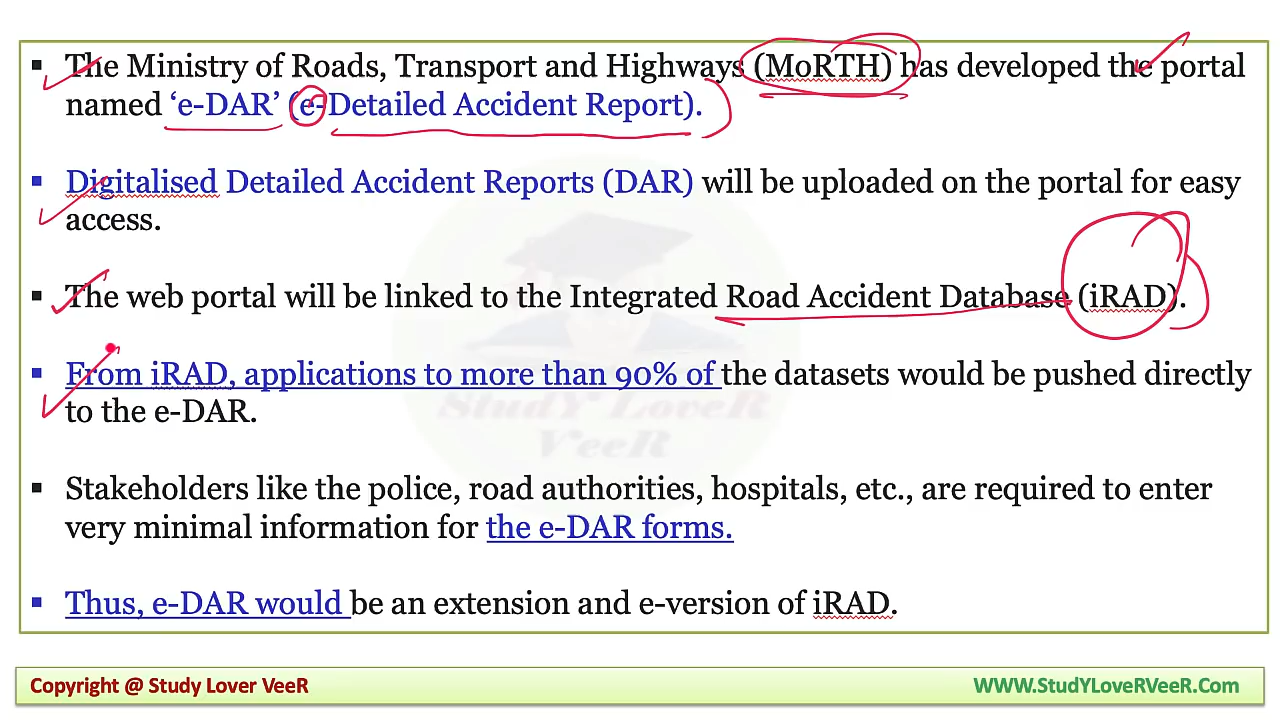 ▪ The Ministry of Roads, Transport and Highways (MoRTH) has developed the portal
named ‘e-DAR’ (e-Detailed Accident Report).
▪ Digitalised Detailed Accident Reports (DAR) will be uploaded on the portal for easy
access.
▪ The web portal will be linked to the Integrated Road Accident Database (iRAD).
▪ From iRAD, applications to more than 90% of the datasets would be pushed directly
to the e-DAR.
StudY LoveR
VeeR
▪ Stakeholders like the police, road authorities, hospitals, etc., are required to enter
very minimal information for the e-DAR forms.
▪ Thus, e-DAR would be an extension and e-version of iRAD.
Copyright @ Study Lover VeeR
WWW.StudYLoveRVeeR.Com